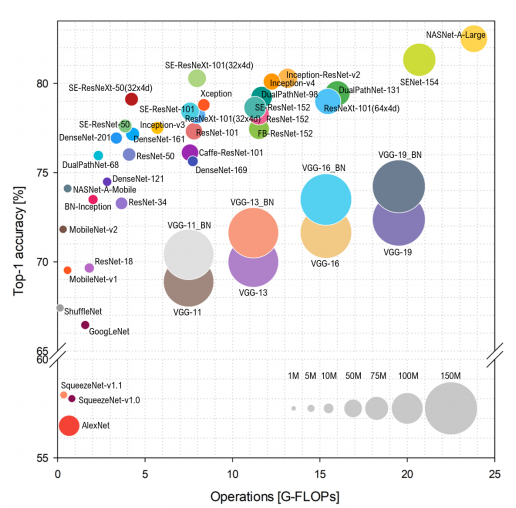 NASNet-A-Large
SE-ResNeXt-101(32x4d)
Inception-ResNet-v2
SENet-154
80
Inception-v4
SE-ResNeXt-50(32x4d)
DualPathNet-131
DualPathNet-98
Xception
SE-ResNet-101
SE-ResNet-152
ResNeXt-101(64x4d)
ResNeXt-101(32x4d)
ResNet-152
SE-ResNet-50
Inception-v3
ResNet-101
FB-ResNet-152
DenseNet-201
DenseNet-161
DualPathNet-68
ResNet-50
Caffe-ResNet-101
DenseNet-169
VGG-16_BN
VGG-19_BN
75
DenseNet-121
NASNet-A-Mobile
BN-Inception
ResNet-34
VGG-13_BN
VGG-11_BN
MobileNet-v2
VGG-16
VGG-19
70
ResNet-18
MobileNet-v1
VGG-13
VGG-11
ShuffleNet
GoogLeNet
65
60
1M 5M 10M 50M 75M 100M 150M
SqueezeNet-v1.1
SqueezeNet-v1.0
AlexNet
55
0 5 10 15 20 25
Operations [G-FLOPs]
Top-1 accuracy [%]